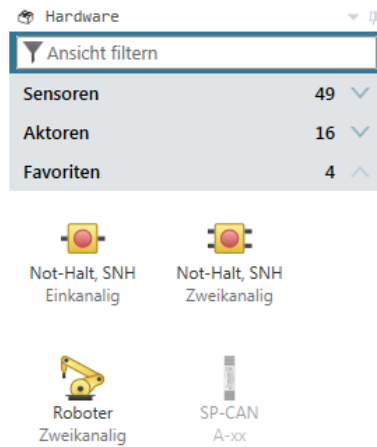 Hardware
Ansicht filtern
Sensoren 49
Aktoren 16
Favoriten 4
Not-Halt, SNH Not-Halt, SNH
Einkanalig Zweikanalig
Roboter SP-CAN
Zweikanalig A-xx